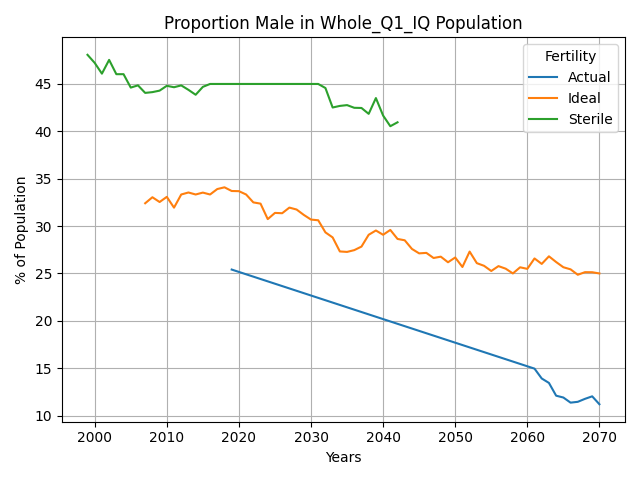 Proportion Male in Whole_Q1_IQ Population
Fertility
Actual
Ideal
Sterile
% of Population
45
40
35
30
25
20
15
10
2000 2010 2020 2030 2040 2050 2060 2070
Years